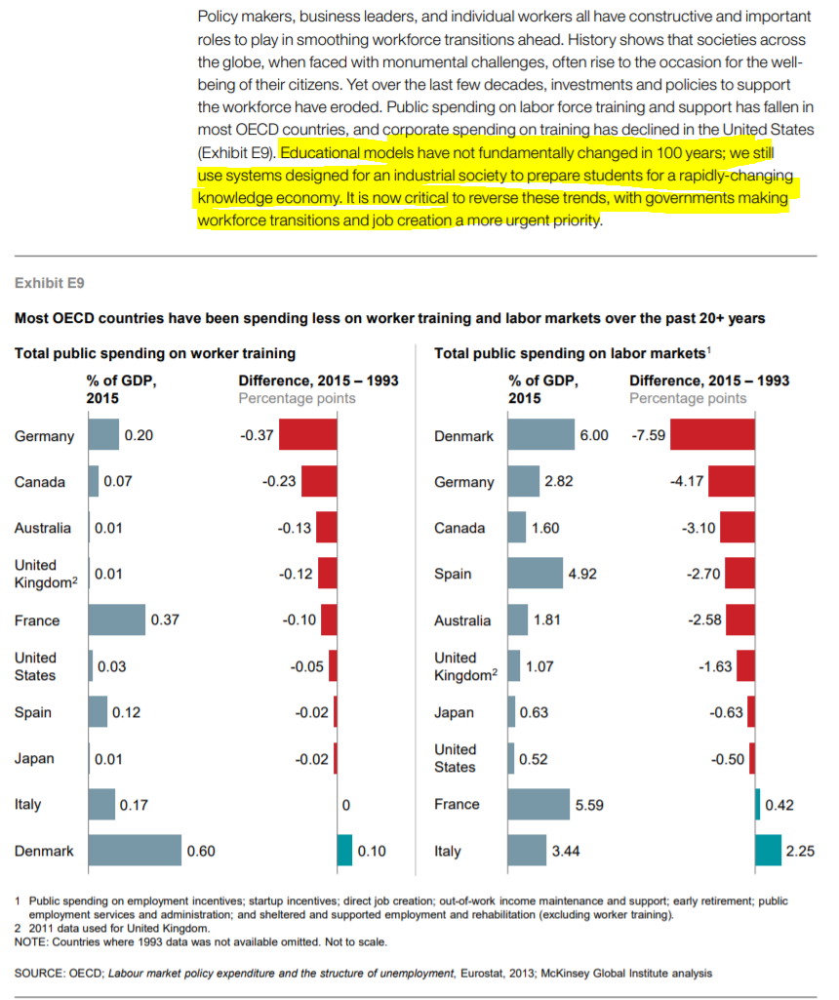 Policy makers, business leaders, and individual workers all have constructive and important
roles to play in smoothing workforce transitions ahead. History shows that societies across
the globe, when faced with monumental challenges, often rise to the occasion for the well-
being of their citizens. Yet over the last few decades, investments and policies to support
the workforce have eroded. Public spending on labor force training and support has fallen in
most OECD countries, and corporate spending on training has declined in the United States
(Exhibit E9). Educational models have not fundamentally changed in 100 years; we still
use systems designed for an industrial society to prepare students for a rapidly-changing
knowledge economy. It is now critical to reverse these trends, with governments making
workforce transitions and job creation a more urgent priority.
Exhibit E9
Most OECD countries have been spending less on worker training and labor markets over the past 20+ years
Total public spending on worker training
% of GDP,
2015
Difference, 2015 – 1993
Percentage points
Germany 0.20 -0.37
Canada 0.07 -0.23
Australia 0.01 -0.13
United
Kingdom2 0.01 -0.12
France 0.37 -0.10
United
States 0.03 -0.05
Spain 0.12 -0.02
Japan 0.01 -0.02
Italy 0.17 0
Denmark 0.60 0.10
Total public spending on labor markets1
% of GDP,
2015
Difference, 2015 – 1993
Percentage points
Denmark 6.00 -7.59
Germany 2.82 -4.17
Canada 1.60 -3.10
Spain 4.92 -2.70
Australia 1.81 -2.58
United
Kingdom2 1.07 -1.63
Japan 0.63 -0.63
United
States 0.52 -0.50
France 5.59 0.42
Italy 3.44 2.25
1 Public spending on employment incentives; startup incentives; direct job creation; out-of-work income maintenance and support; early retirement; public
employment services and administration; and sheltered and supported employment and rehabilitation (excluding worker training).
2 2011 data used for United Kingdom.
NOTE: Countries where 1993 data was not available omitted. Not to scale.
SOURCE: OECD; Labour market policy expenditure and the structure of unemployment, Eurostat, 2013; McKinsey Global Institute analysis